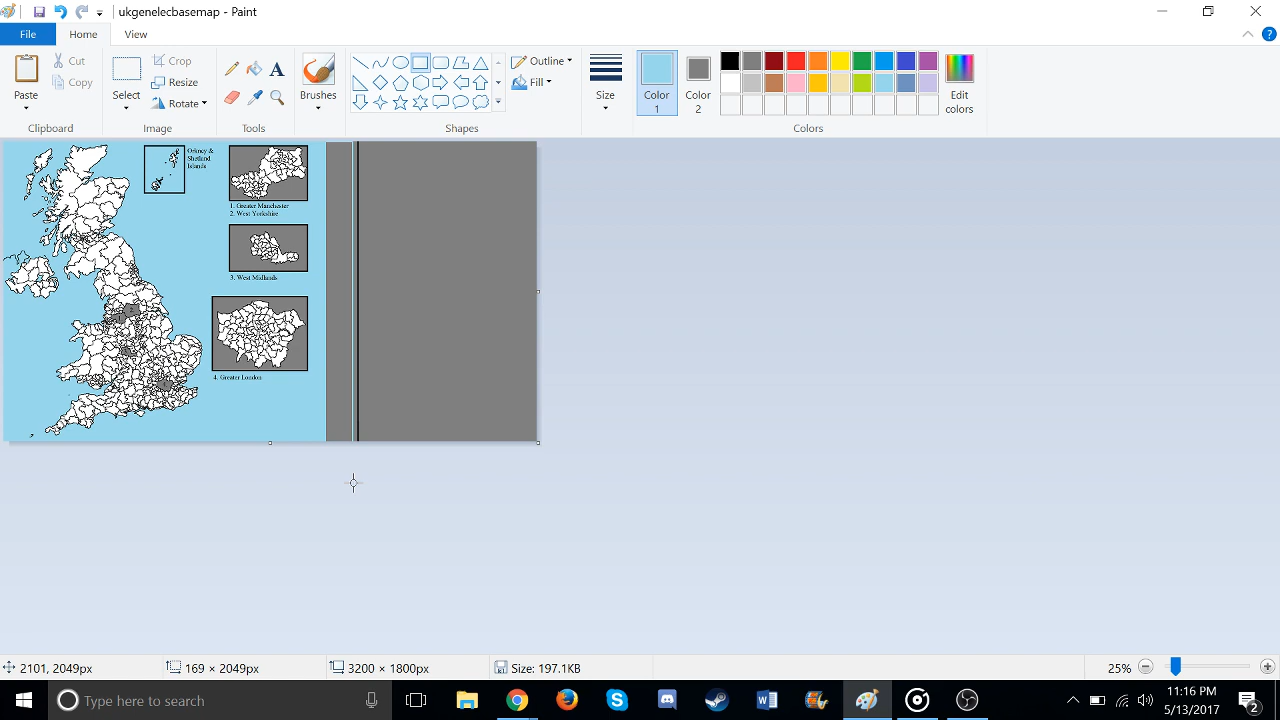 ukgenelecbasemap - Paint
File
Home
View
Paste
Cut
Copy
Clipboard
Select
Crop
Resize
Rotate
Image
Tools
Brushes
Outline
Fill
Shapes
Size
Color
1
Color
2
Edit
colors
Colors
Orkney &
Shetland
Islands
1. Greater Manchester
2. West Yorkshire
3. West Midlands
4. Greater London
2101, 2049px
169 × 2049px
3200 × 1800px
Size: 197.1KB
25%
Type here to search
11:16 PM
5/13/2017
2